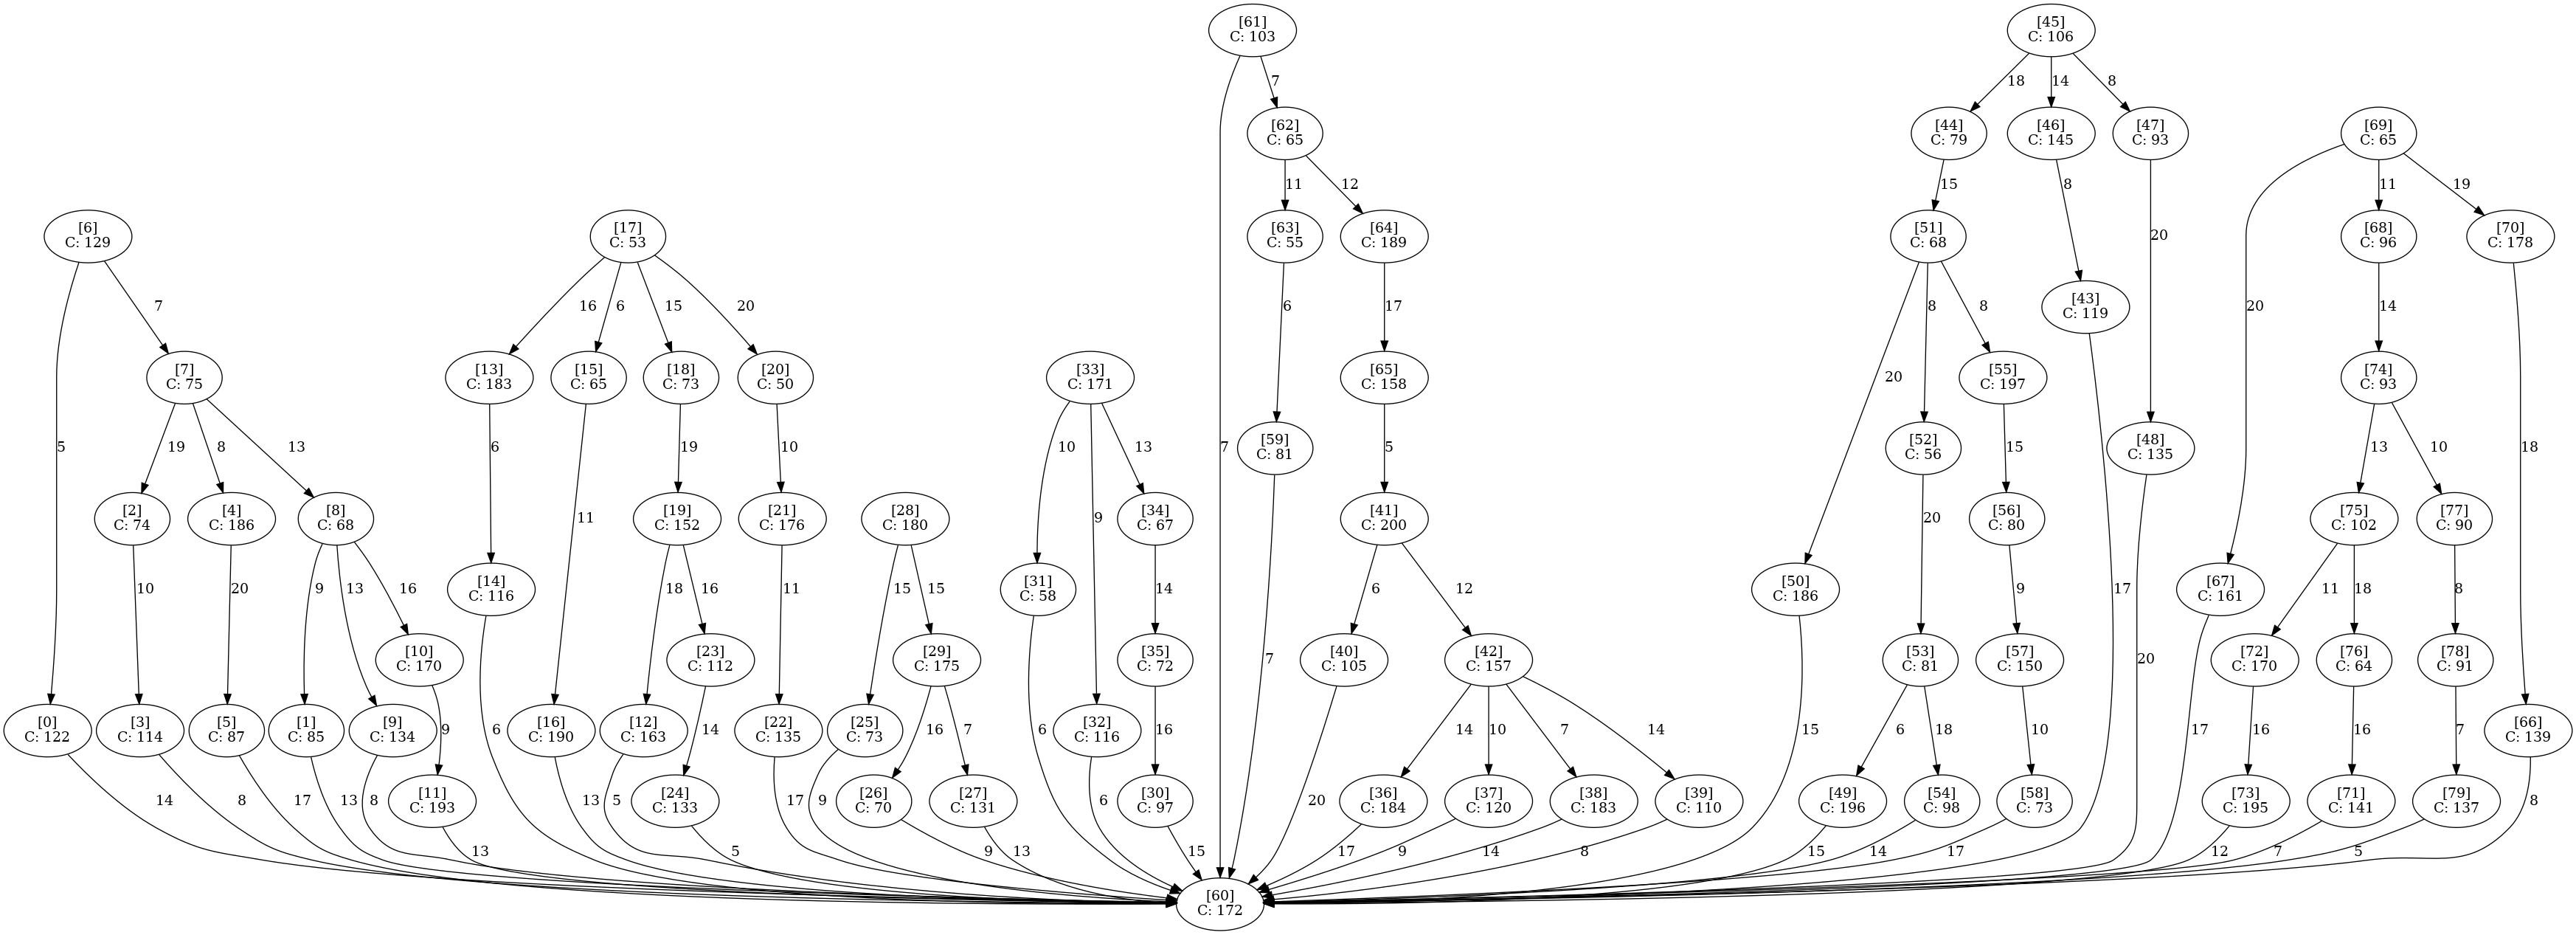 [61]
C: 103
[45]
C: 106
7
18
14
8
[62]
C: 65
[44]
C: 79
[46]
C: 145
[47]
C: 93
[69]
C: 65
11
12
15
8
11
19
[6]
C: 129
[17]
C: 53
[63]
C: 55
[64]
C: 189
[51]
C: 68
20
[68]
C: 96
[70]
C: 178
7
16
6
15
20
6
17
8
8
[43]
C: 119
20
14
[7]
C: 75
[13]
C: 183
[15]
C: 65
[18]
C: 73
[20]
C: 50
[33]
C: 171
[65]
C: 158
20
[55]
C: 197
[74]
C: 93
5
19
8
13
6
19
10
10
13
7
[59]
C: 81
5
[52]
C: 56
15
[48]
C: 135
13
10
18
[2]
C: 74
[4]
C: 186
[8]
C: 68
11
[19]
C: 152
[21]
C: 176
[28]
C: 180
9
[34]
C: 67
[41]
C: 200
20
[56]
C: 80
[75]
C: 102
[77]
C: 90
10
20
9
13
16
[14]
C: 116
18
16
11
15
15
[31]
C: 58
14
6
12
[50]
C: 186
9
17
[67]
C: 161
11
18
8
[10]
C: 170
[23]
C: 112
[29]
C: 175
[35]
C: 72
7
[40]
C: 105
[42]
C: 157
[53]
C: 81
[57]
C: 150
20
[72]
C: 170
[76]
C: 64
[78]
C: 91
[0]
C: 122
[3]
C: 114
[5]
C: 87
[1]
C: 85
[9]
C: 134
9
6
[16]
C: 190
[12]
C: 163
14
[22]
C: 135
[25]
C: 73
16
7
6
[32]
C: 116
16
20
14
10
7
14
15
6
18
10
17
16
16
7
[66]
C: 139
14
8
17
13
8
[11]
C: 193
13
5
[24]
C: 133
17
9
[26]
C: 70
[27]
C: 131
6
[30]
C: 97
[36]
C: 184
[37]
C: 120
[38]
C: 183
[39]
C: 110
[49]
C: 196
[54]
C: 98
[58]
C: 73
[73]
C: 195
[71]
C: 141
[79]
C: 137
8
13
5
9
13
15
17
9
14
8
15
14
17
12
7
5
[60]
C: 172